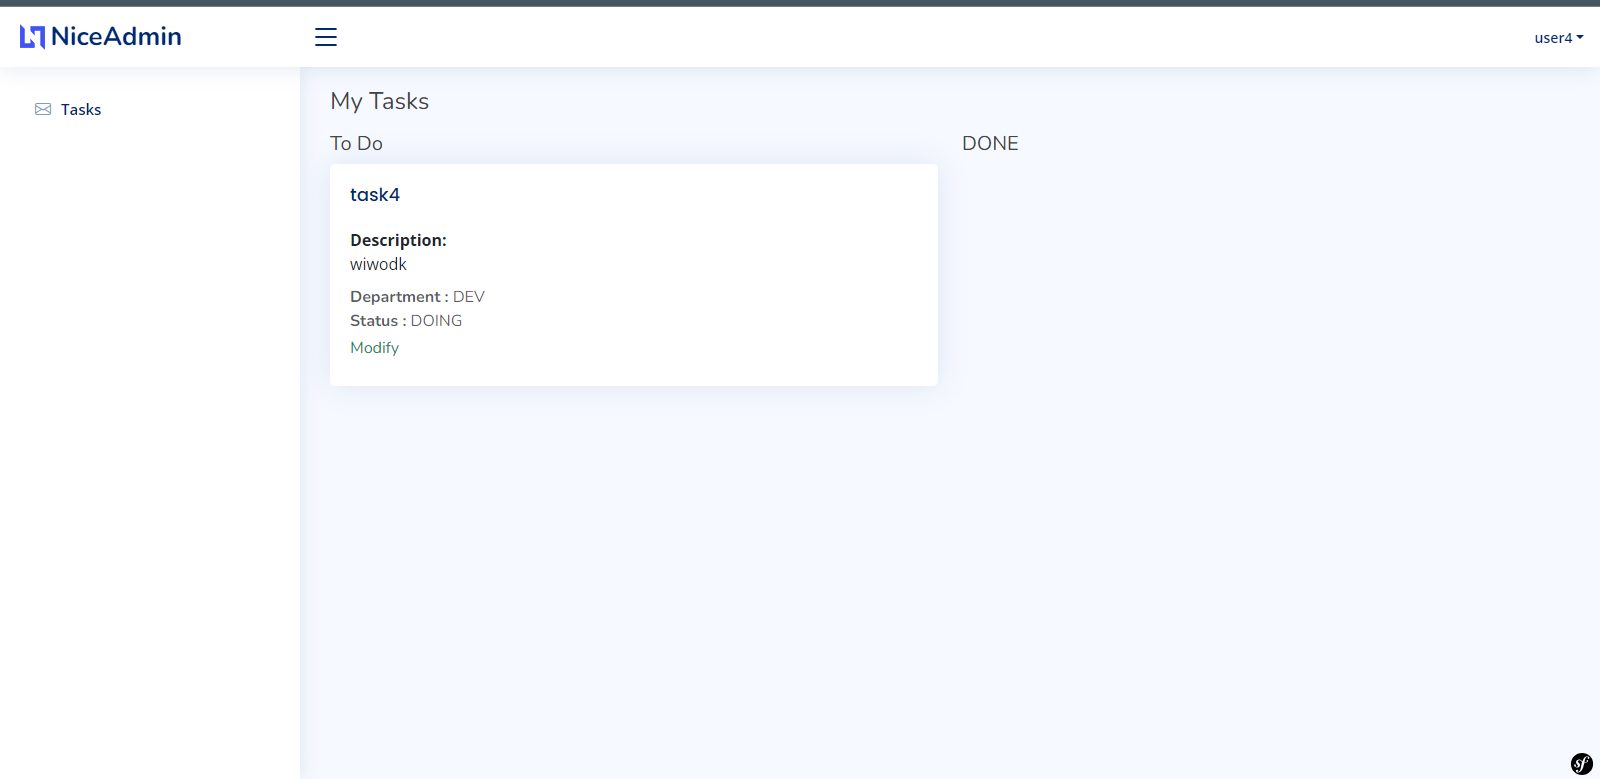 NiceAdmin
user4
Tasks
My Tasks
To Do
DONE
task4
Description:
wiwodk
Department : DEV
Status : DOING
Modify
sf